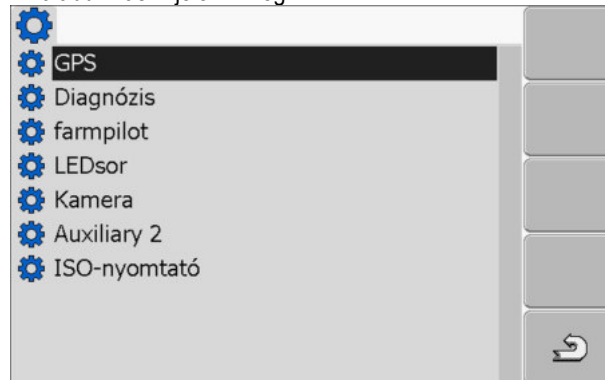 GPS
Diagnózis
farmpilot
LEDsor
Kamera
Auxiliary 2
ISO-nyomtató